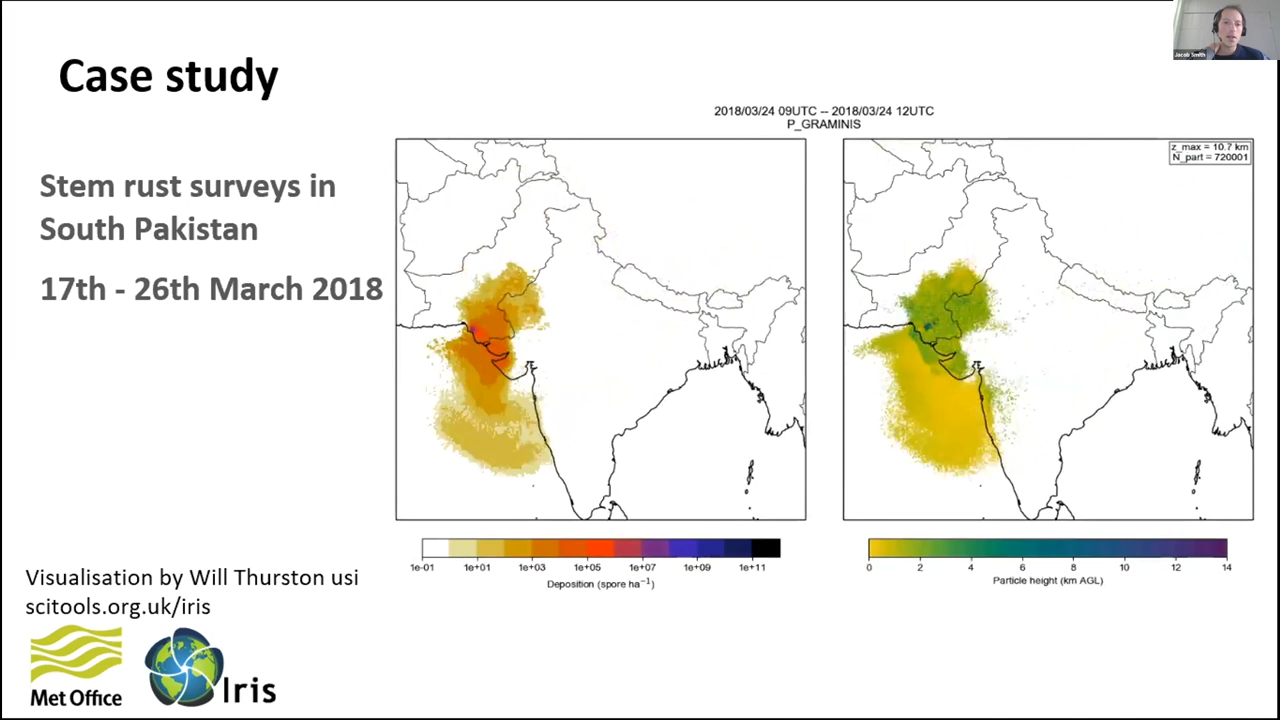 Jacob Smith
Case study
Stem rust surveys in
South Pakistan
17th - 26th March 2018
2018/03/24 09UTC -- 2018/03/24 12UTC
P_GRAMINIS
z_max = 10.7 km
N_part = 720001
1e-01 1e+01 1e+03 1e+05 1e+07 1e+09 1e+11
Deposition (spore ha⁻¹)
0 2 4 6 8 10 12 14
Particle height (km AGL)
Visualisation by Will Thurston usi
scitools.org.uk/iris
Met Office
Iris